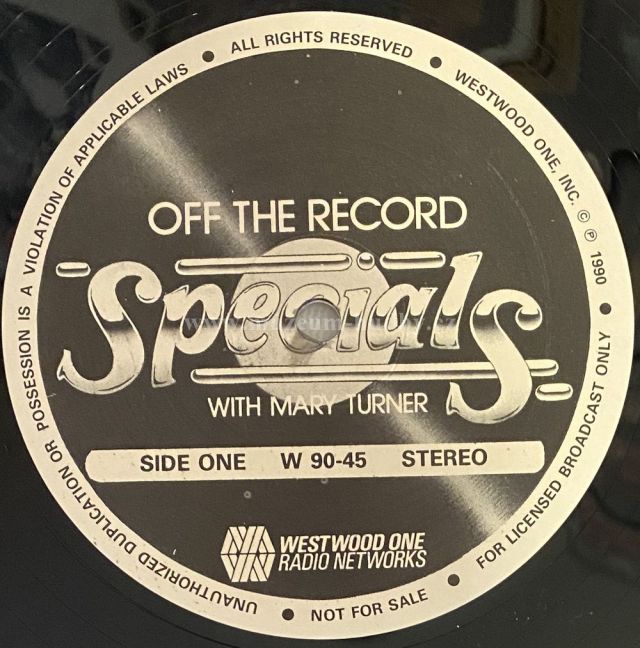 UNAUTHORIZED DUPLICATION OR POSSESSION IS A VIOLATION OF APPLICABLE LAWS • ALL RIGHTS RESERVED • WESTWOOD ONE, INC. © ℗ 1990 • FOR LICENSED BROADCAST ONLY • NOT FOR SALE •
OFF THE RECORD
Specials
WITH MARY TURNER
SIDE ONE W 90-45 STEREO
WESTWOOD ONE
RADIO NETWORKS